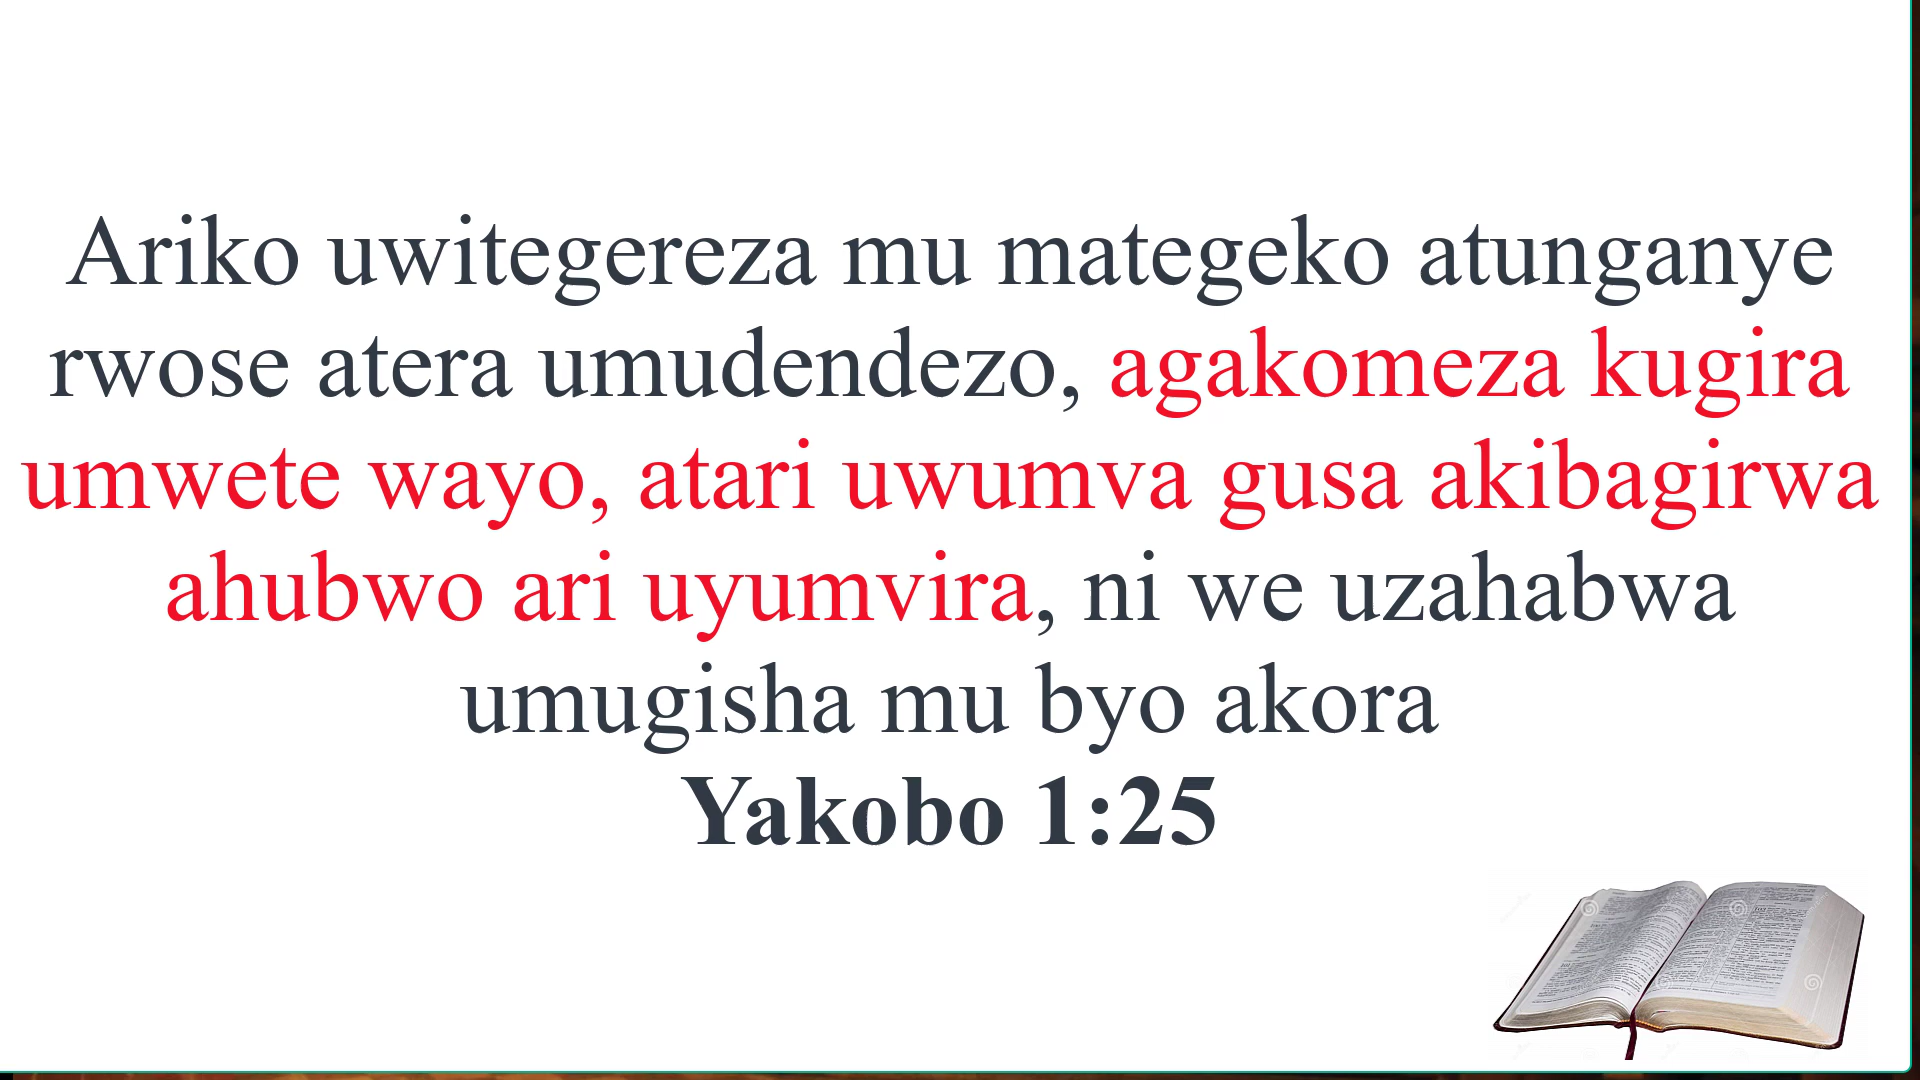 Ariko uwitegereza mu mategeko atunganye
rwose atera umudendezo, agakomeza kugira
umwete wayo, atari uwumva gusa akibagirwa
ahubwo ari uyumvira, ni we uzahabwa
umugisha mu byo akora
Yakobo 1:25